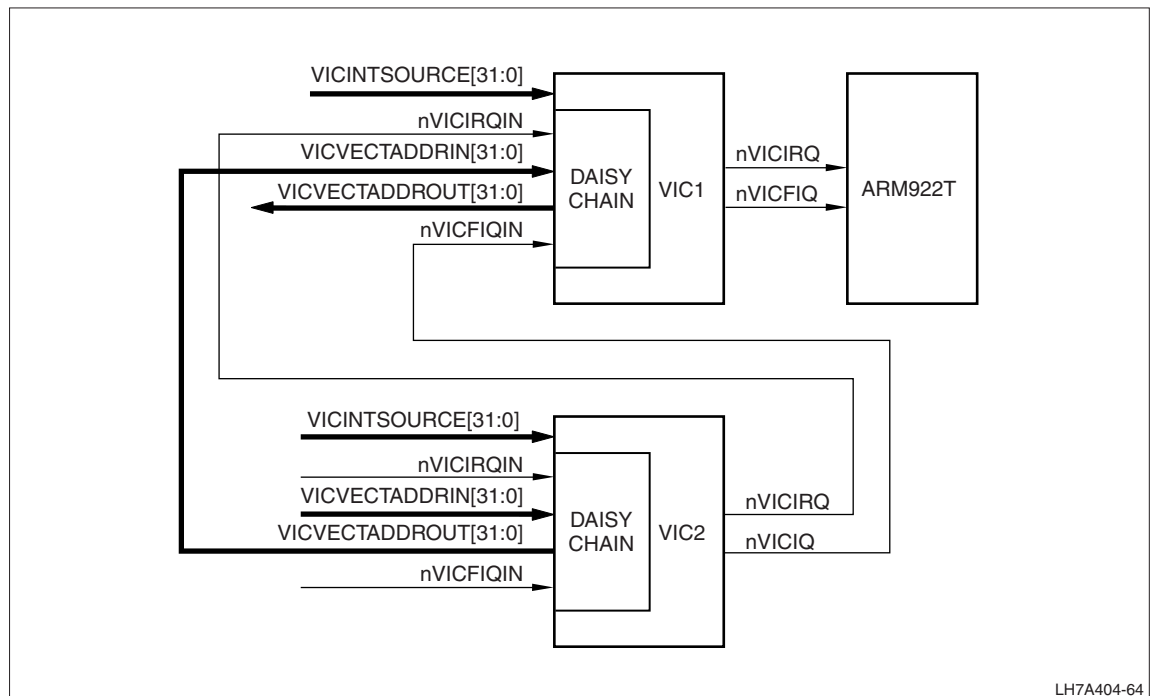 VICINTSOURCE[31:0]
nVICIRQIN
VICVECTADDRIN[31:0]
VICVECTADDROUT[31:0]
nVICFIQIN
DAISY
CHAIN
VIC1
nVICIRQ
nVICFIQ
ARM922T
VICINTSOURCE[31:0]
nVICIRQIN
VICVECTADDRIN[31:0]
VICVECTADDROUT[31:0]
nVICFIQIN
DAISY
CHAIN
VIC2
nVICIRQ
nVICIQ
LH7A404-64